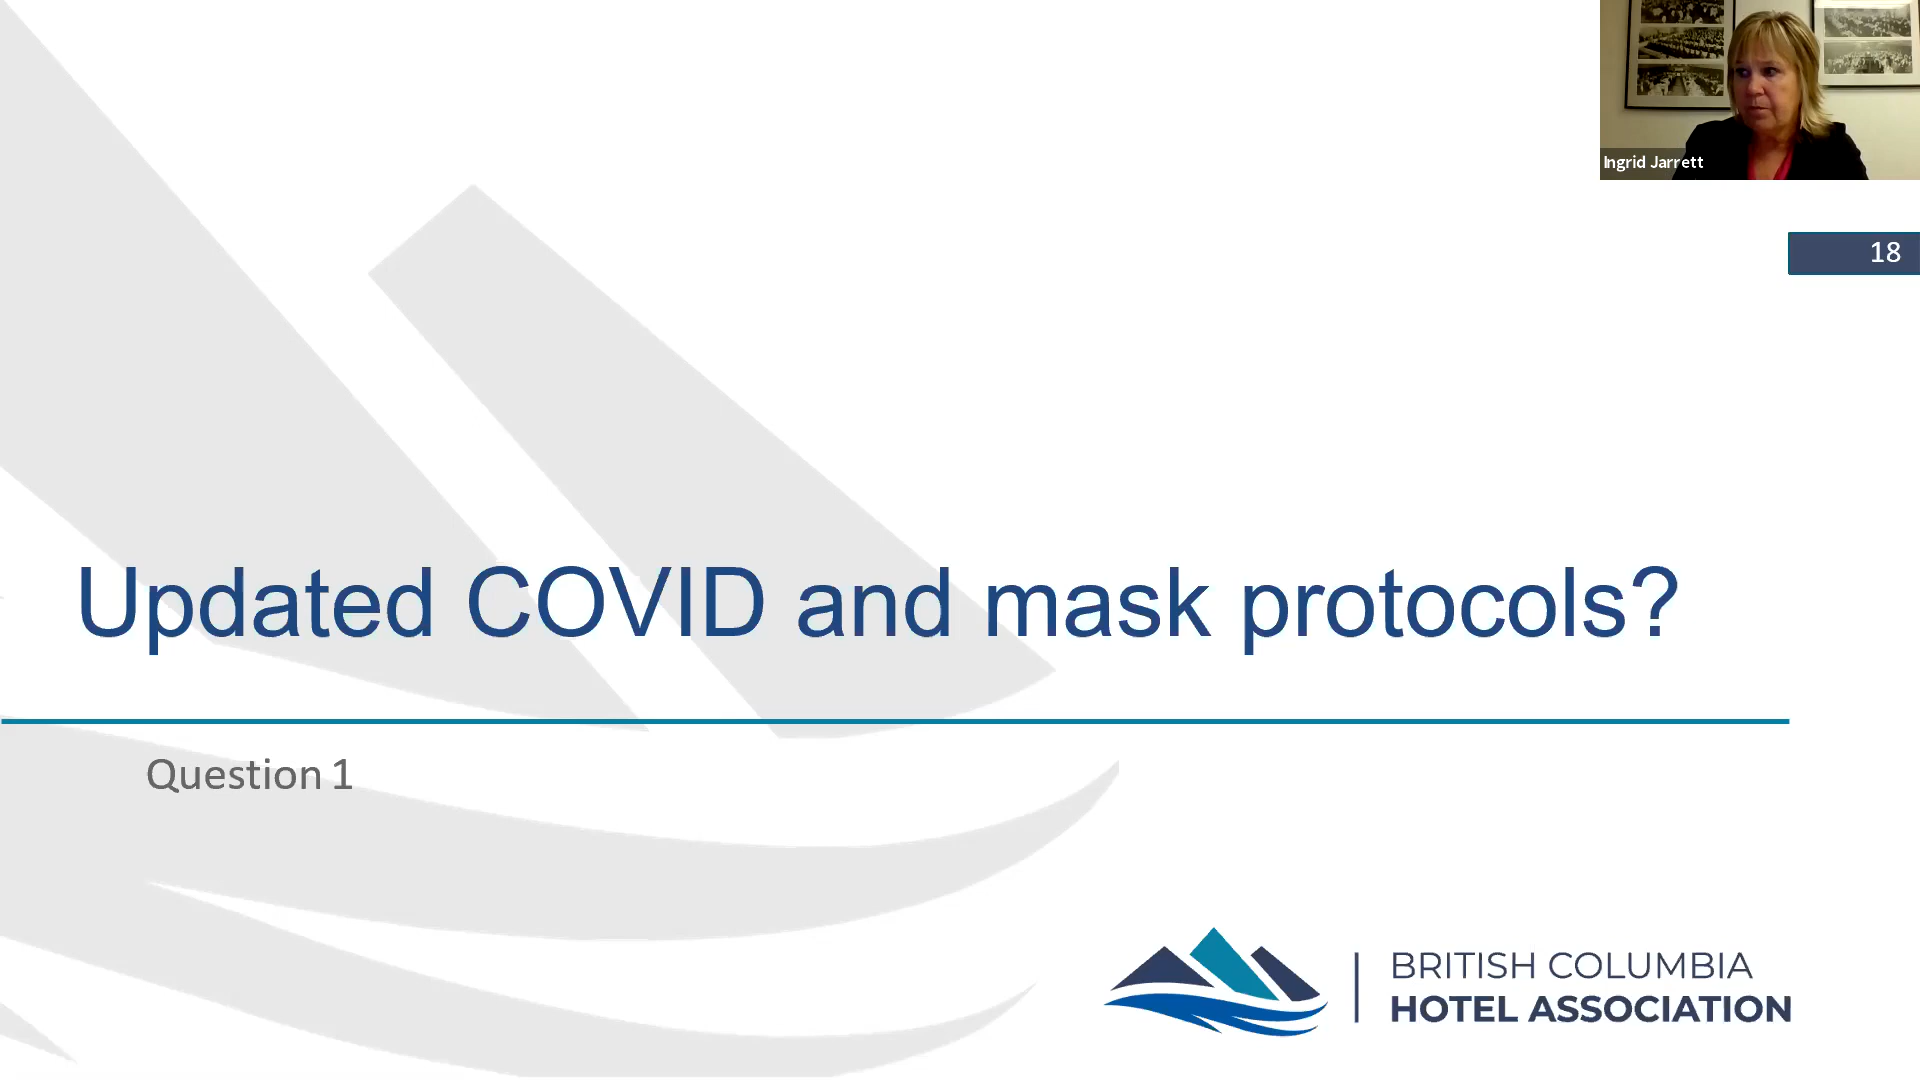 Ingrid Jarrett
18
Updated COVID and mask protocols?
Question 1
BRITISH COLUMBIA
HOTEL ASSOCIATION